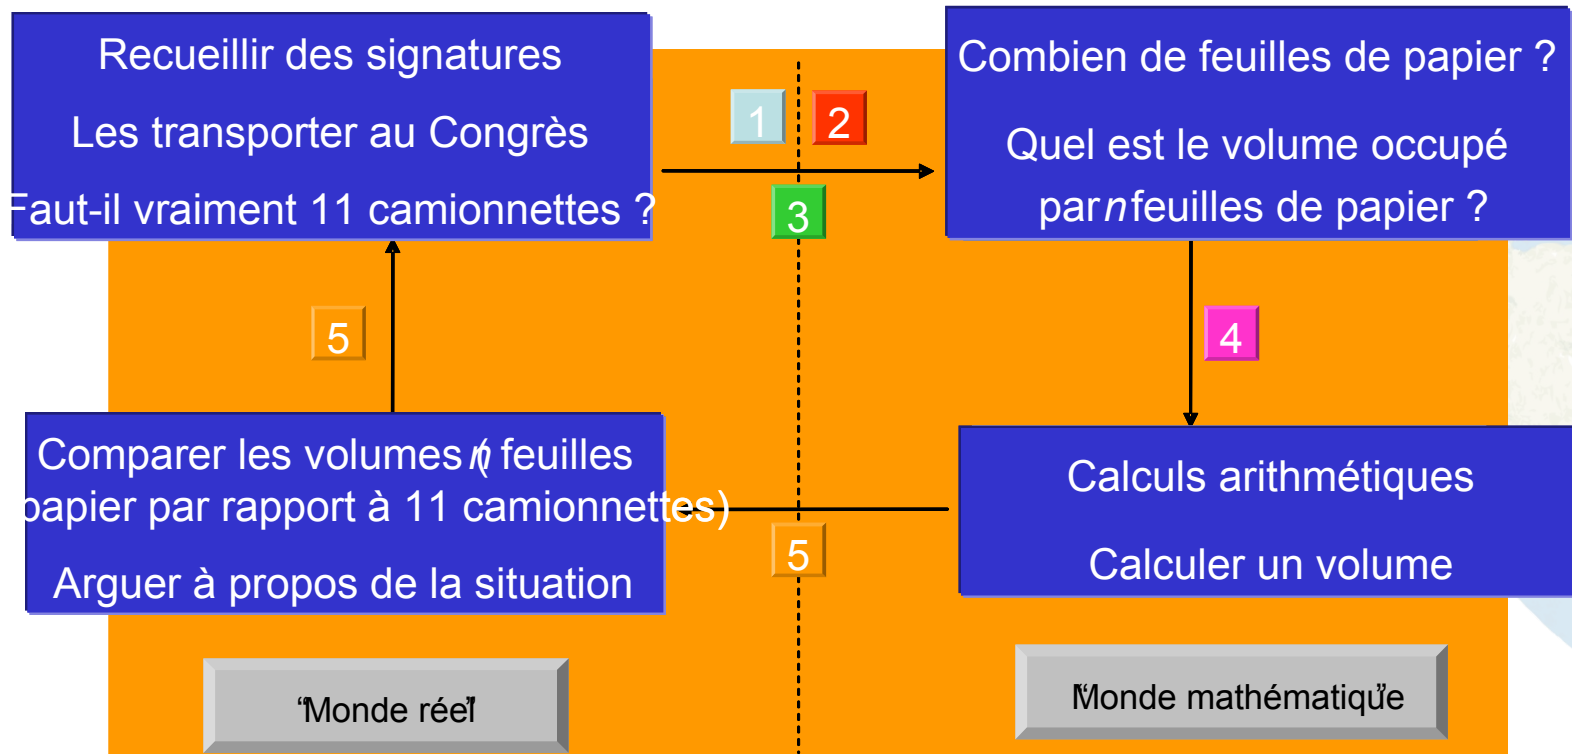 Recueillir des signatures
Les transporter au Congrès
Faut-il vraiment 11 camionnettes ?
1
2
3
Combien de feuilles de papier ?
Quel est le volume occupé
par n feuilles de papier ?
5
4
Comparer les volumes (n feuilles
papier par rapport à 11 camionnettes)
Arguer à propos de la situation
5
Calculs arithmétiques
Calculer un volume
“Monde réel”
“Monde mathématique”